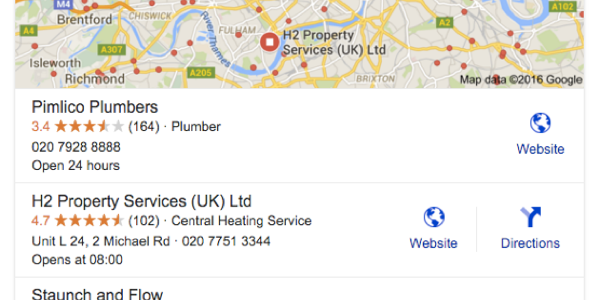 M4
A4
A2
Brentford
CHISWICK
River Thames
FULHAM
H2 Property
Services (UK) Ltd
A307
Isleworth
Richmond
A205
BRIXTON
Map data ©2016 Google
Pimlico Plumbers
3.4 ★★★★★ (164) · Plumber
020 7928 8888
Open 24 hours
Website
H2 Property Services (UK) Ltd
4.7 ★★★★★ (102) · Central Heating Service
Unit L 24, 2 Michael Rd · 020 7751 3344
Opens at 08:00
Website
Directions
Staunch and Flow